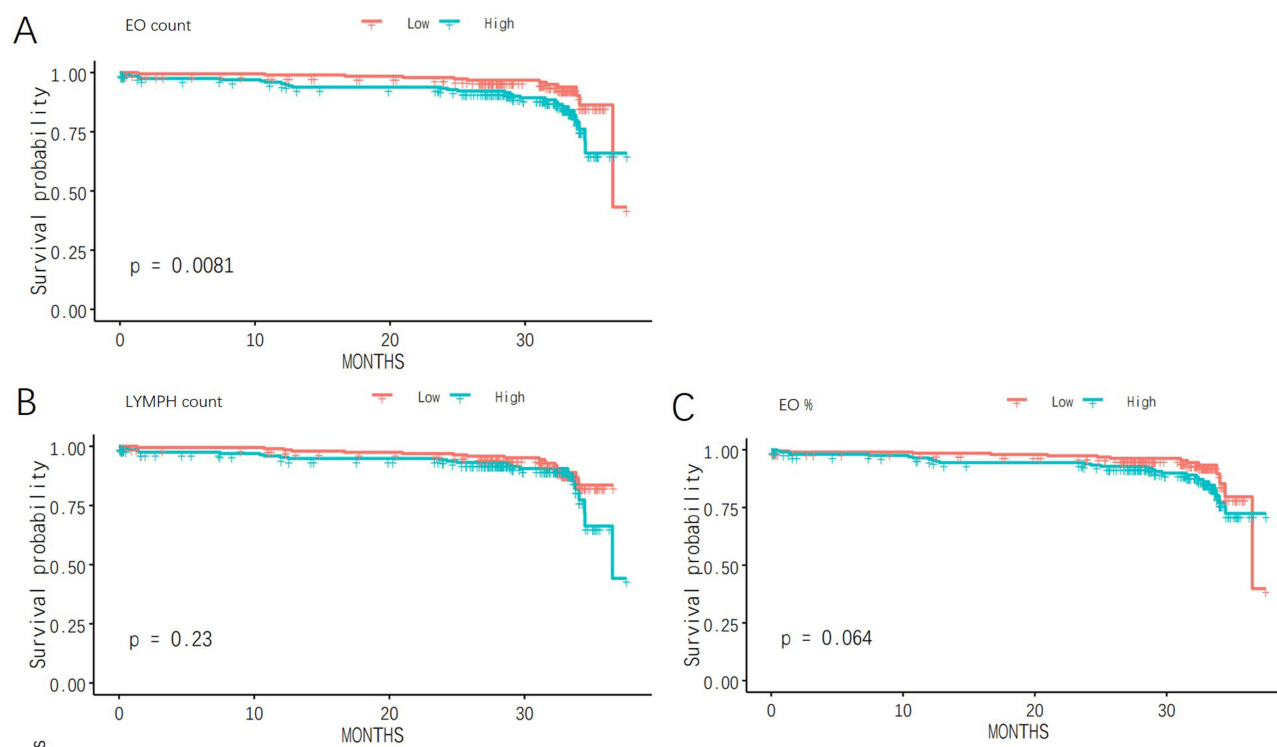 A
EO count
Low High
Survival probability
1.00
0.75
0.50
0.25
0.00
p = 0.0081
0 10 20 30
MONTHS
B
LYMPH count
Low High
Survival probability
1.00
0.75
0.50
0.25
0.00
p = 0.23
0 10 20 30
MONTHS
C
EO %
Low High
Survival probability
1.00
0.75
0.50
0.25
0.00
p = 0.064
0 10 20 30
MONTHS
s